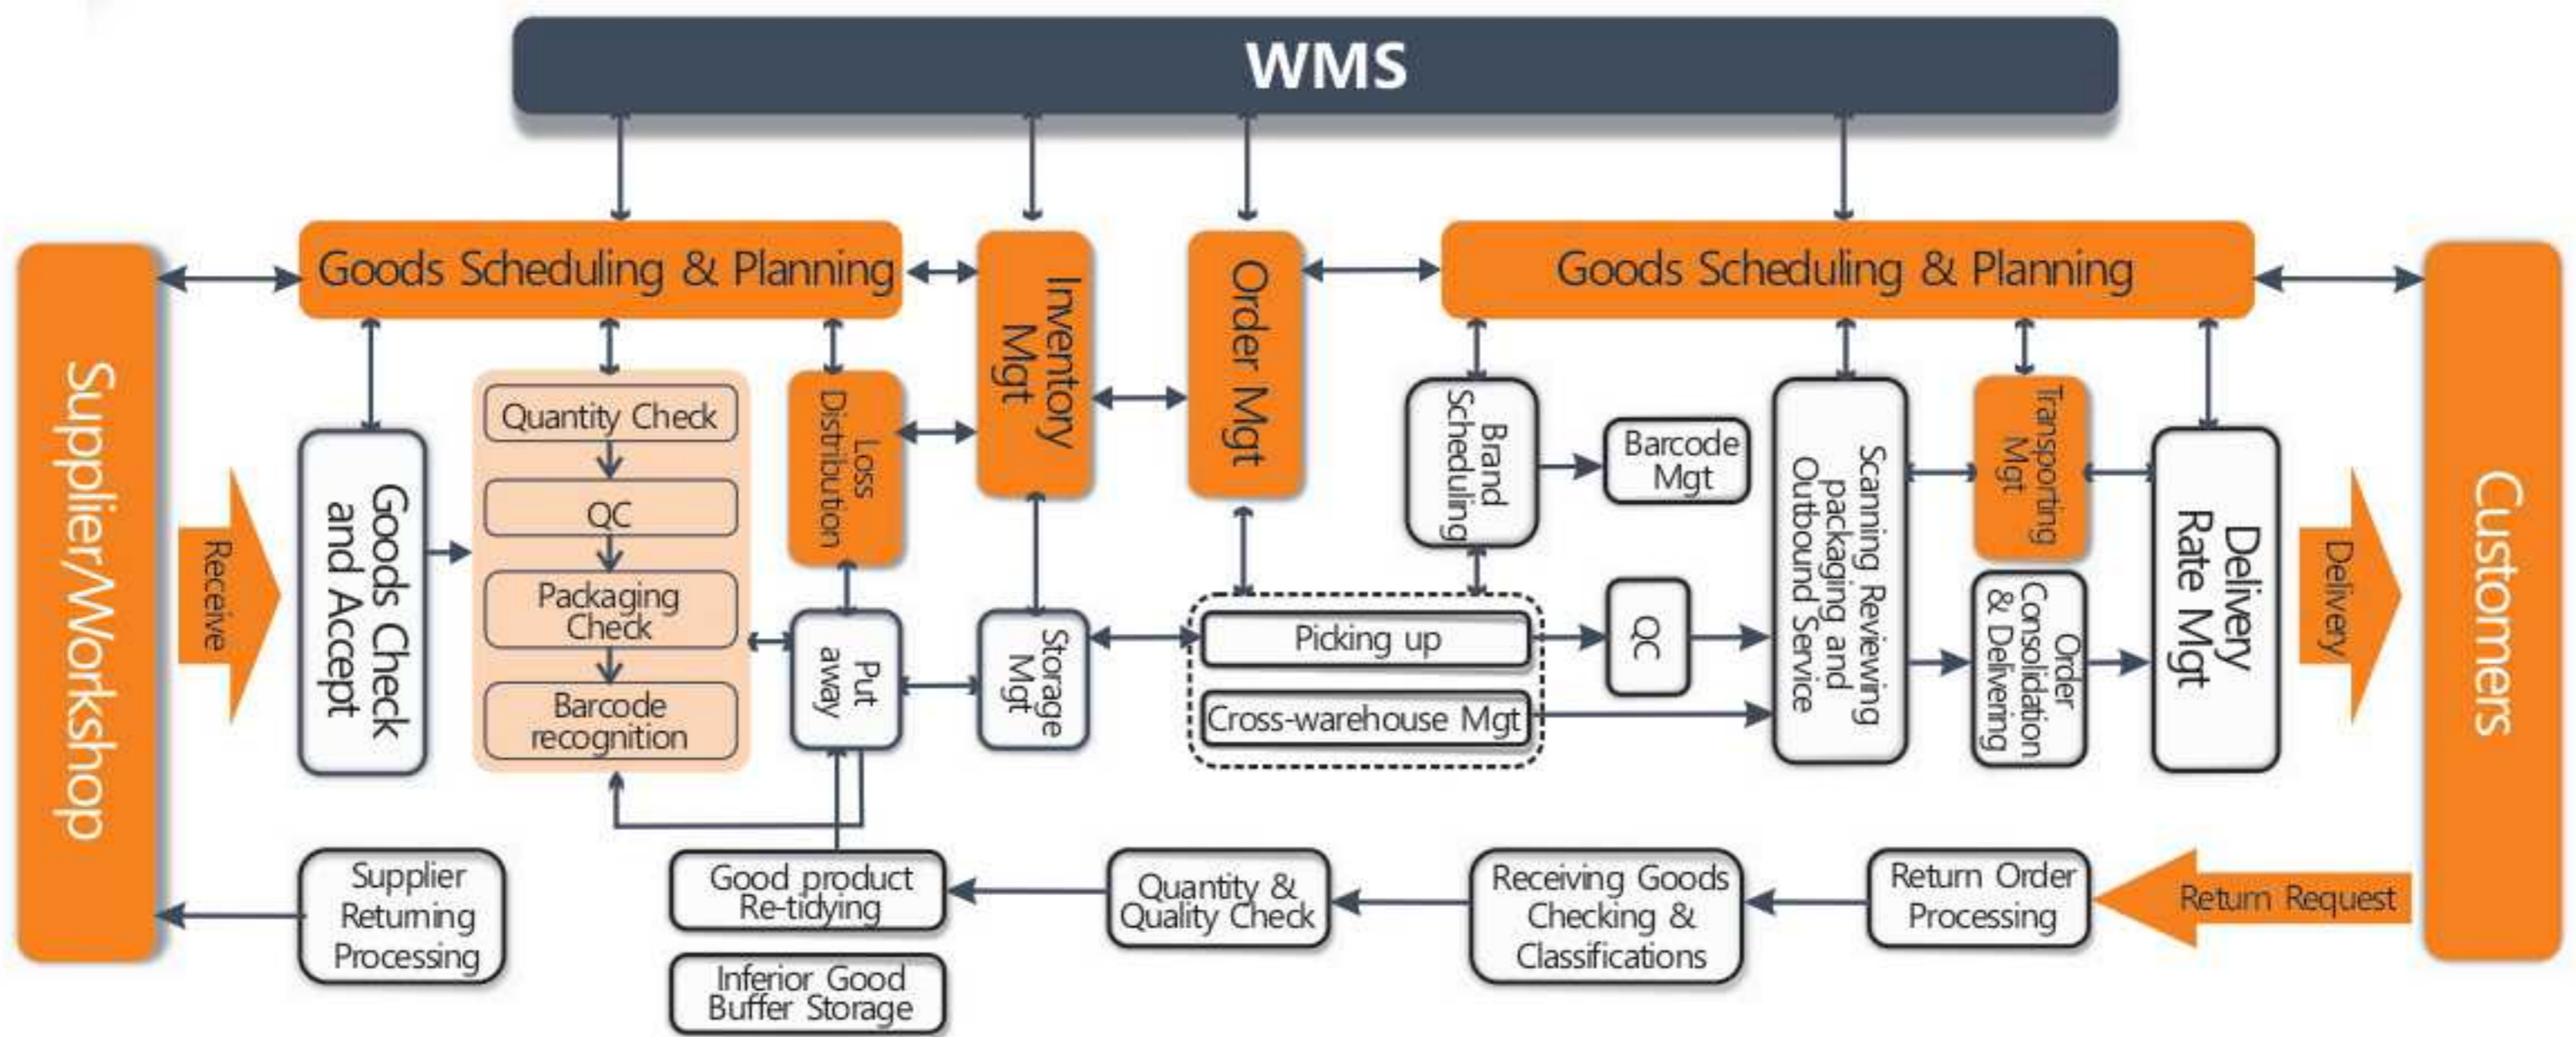 WMS
Goods Scheduling & Planning
Inventory
Mgt
Order Mgt
Goods Scheduling & Planning
Supplier/Workshop
Receive
Goods Check
and Accept
Quantity Check
QC
Packaging
Check
Barcode
recognition
Loss
Distribution
Put
away
Storage
Mgt
Picking up
Cross-warehouse Mgt
Brand
Scheduling
Barcode
Mgt
QC
Scanning Reviewing
packaging and
Outbound Service
Transporting
Mgt
Order
Consolidation
& Delivering
Delivery
Rate Mgt
Delivery
Customers
Supplier
Returning
Processing
Good product
Re-tidying
Inferior Good
Buffer Storage
Quantity &
Quality Check
Receiving Goods
Checking &
Classifications
Return Order
Processing
Return Request